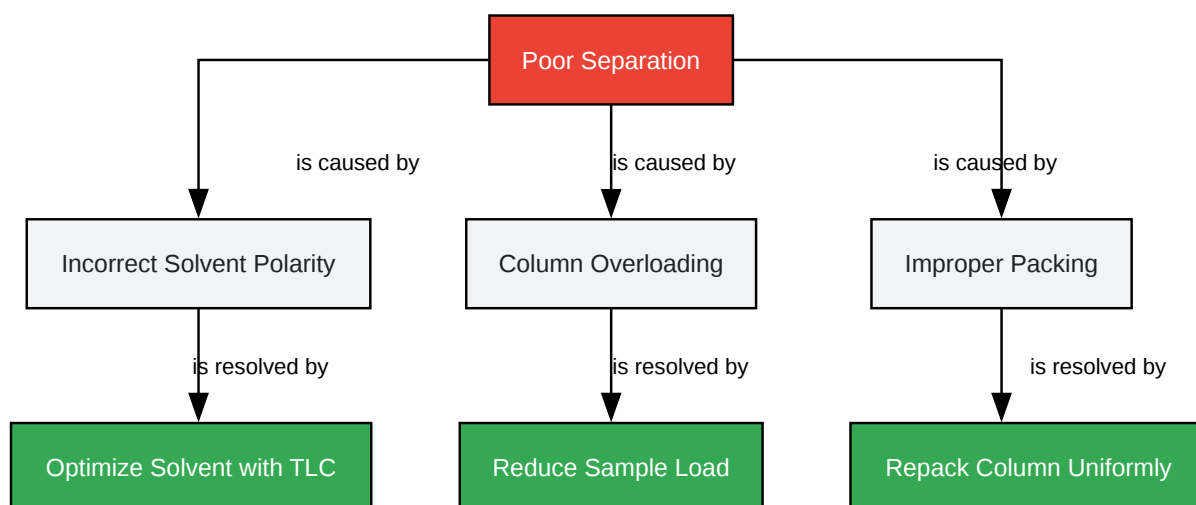 Poor Separation
is caused by
is caused by
is caused by
Incorrect Solvent Polarity
Column Overloading
Improper Packing
is resolved by
is resolved by
is resolved by
Optimize Solvent with TLC
Reduce Sample Load
Repack Column Uniformly